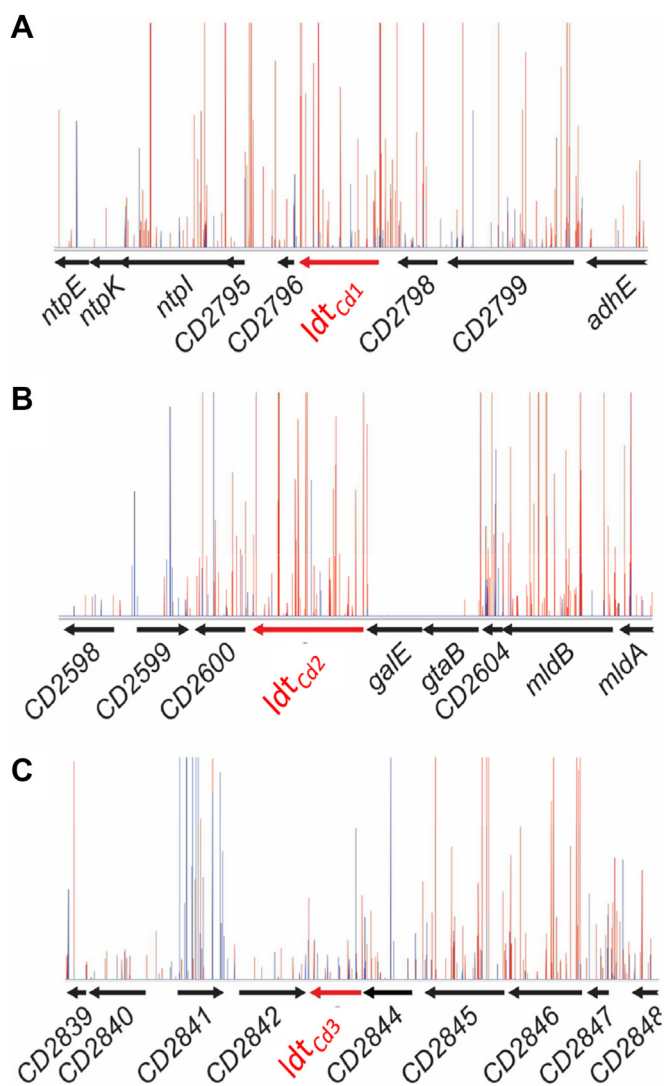 A
ntpE ntpK ntpI CD2795 CD2796 ldtCd1 CD2798 CD2799 adhE
B
CD2598 CD2599 CD2600 ldtCd2 galE gtaB CD2604 mldB mldA
C
CD2839 CD2840 CD2841 CD2842 ldtCd3 CD2844 CD2845 CD2846 CD2847 CD2848